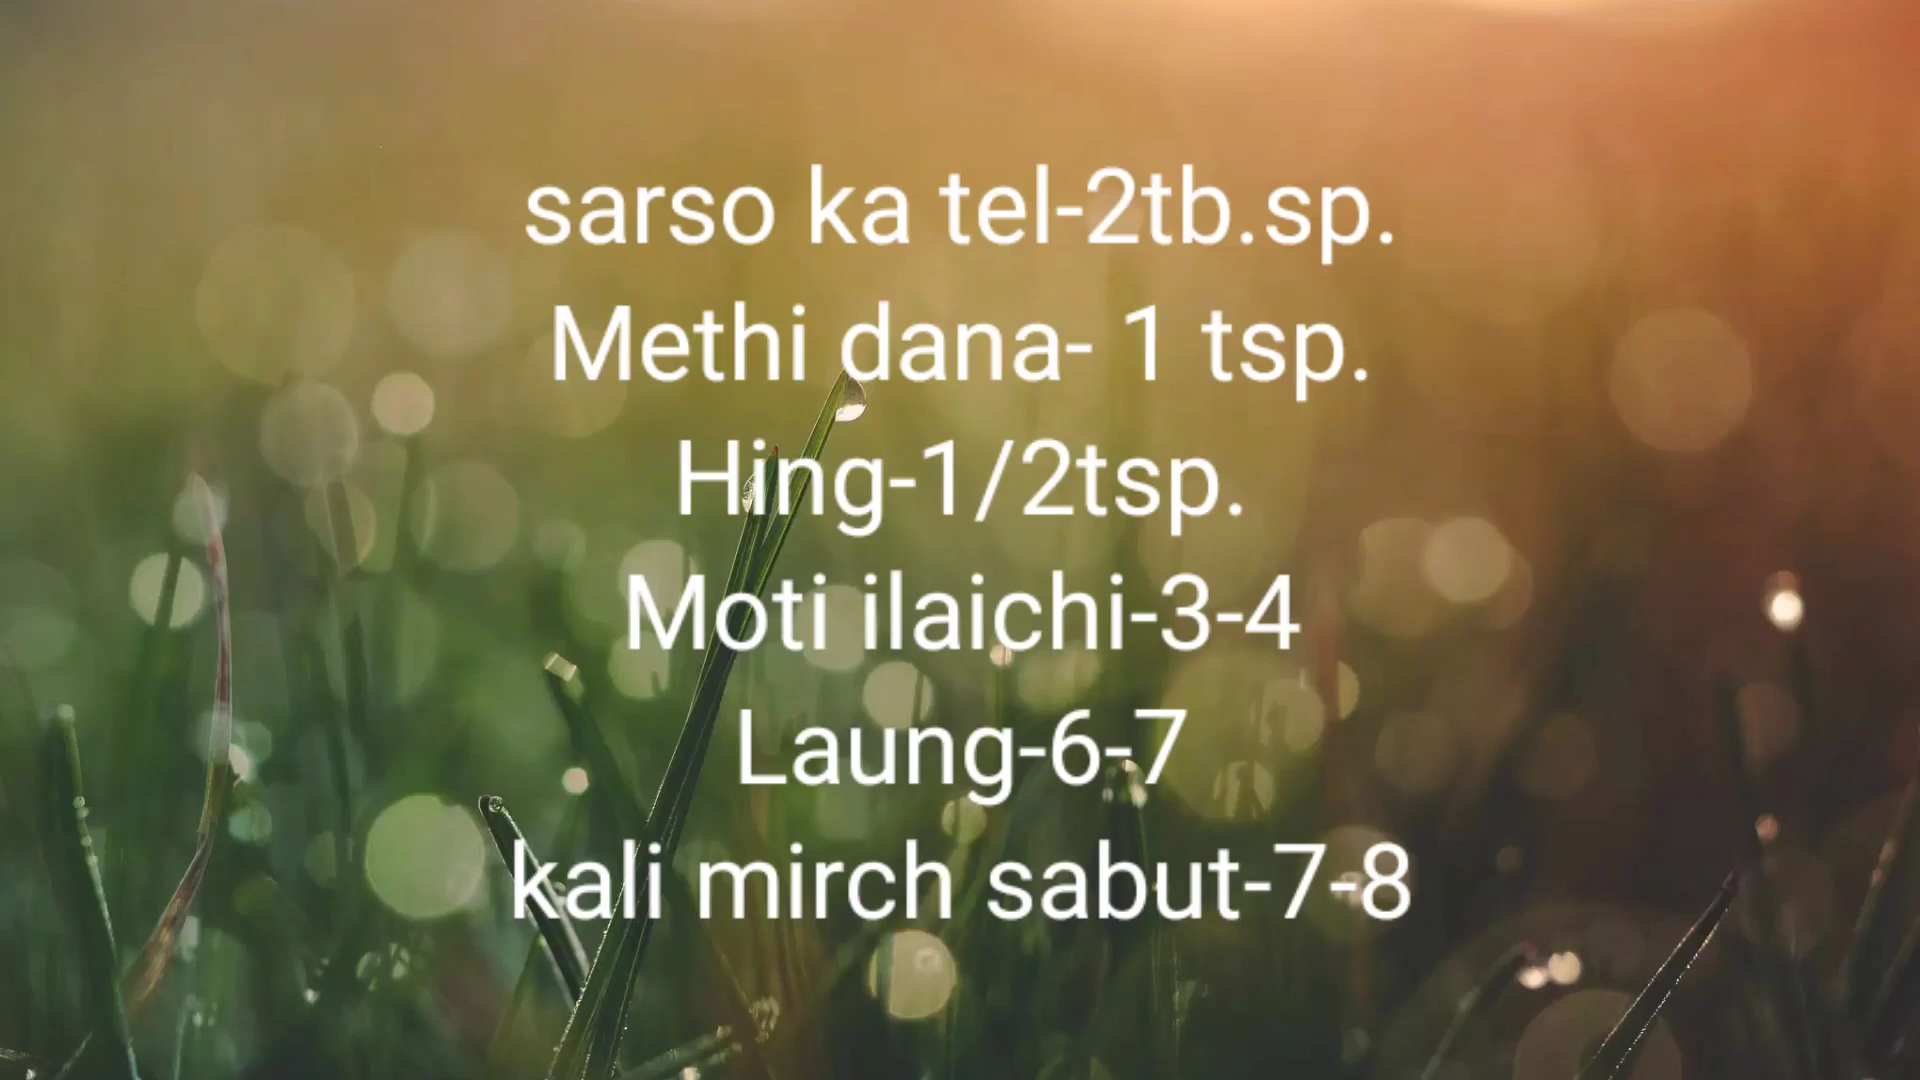 sarso ka tel-2tb.sp.
Methi dana- 1 tsp.
Hing-1/2tsp.
Moti ilaichi-3-4
Laung-6-7
kali mirch sabut-7-8